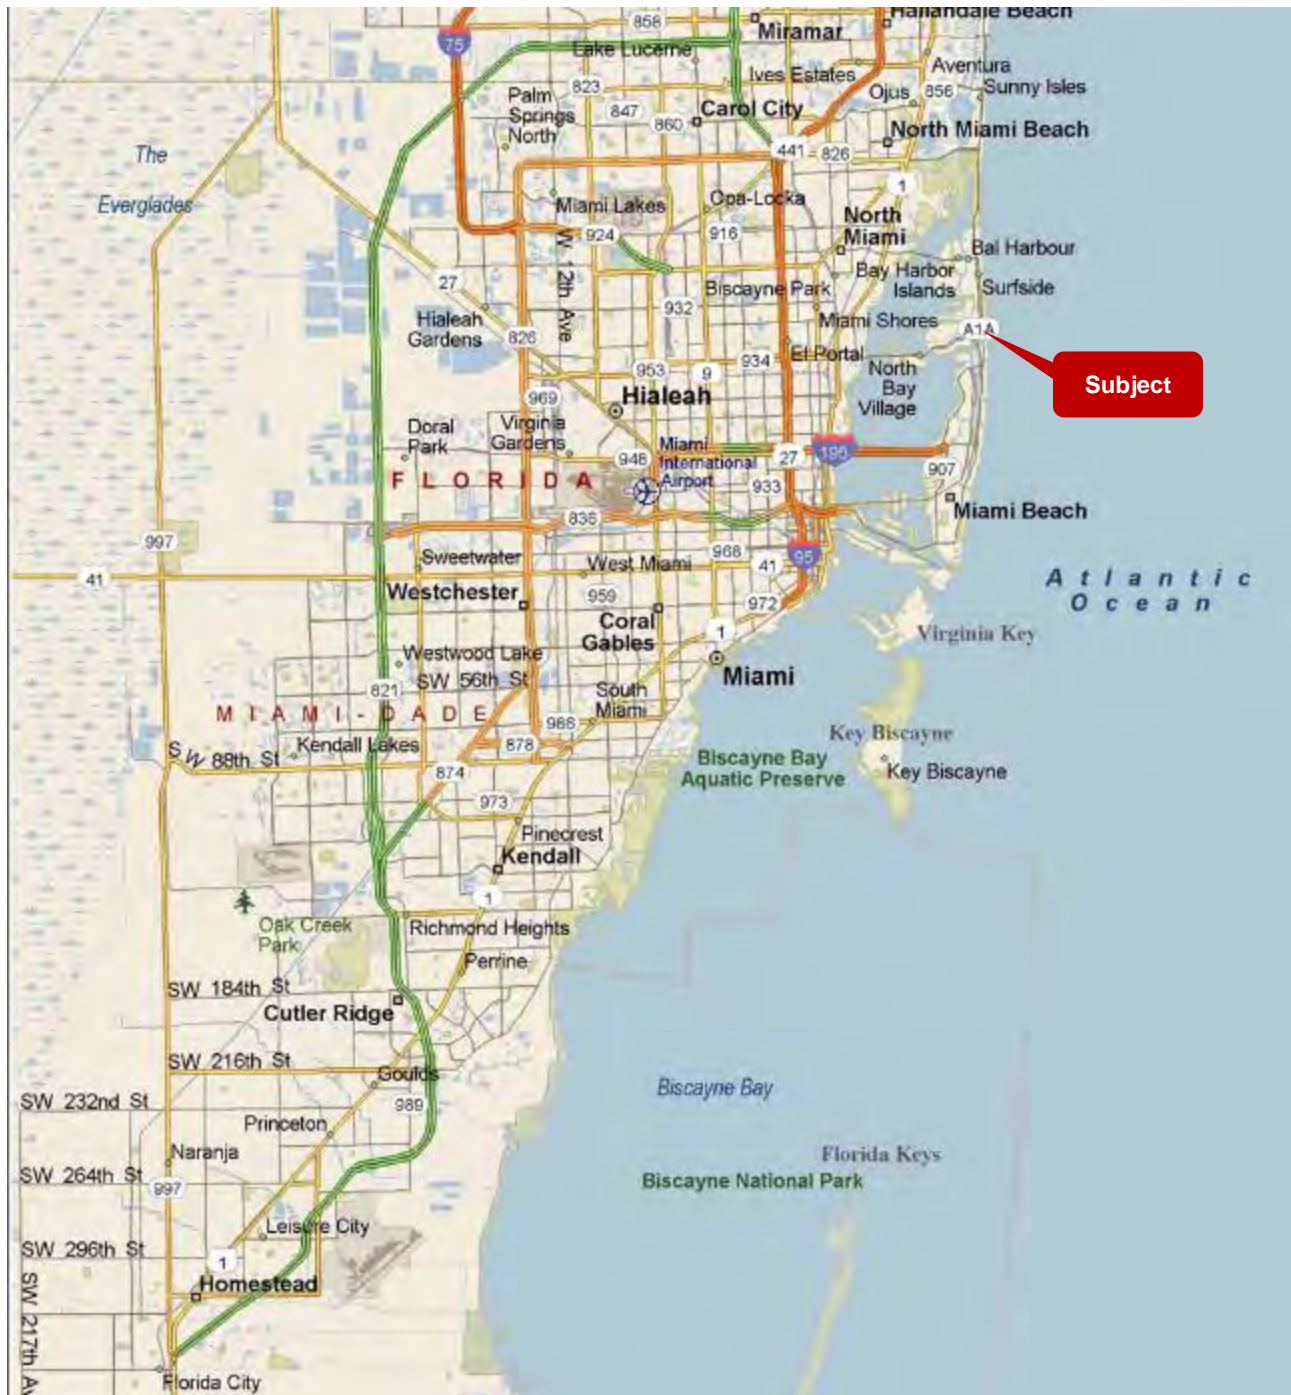 Hallandale Beach
858
Miramar
75
Lake Lucerne
Aventura
Ives Estates
823
Ojus
856
Sunny Isles
Palm
Springs
North
847
Carol City
860
North Miami Beach
441
826
The
Everglades
1
Miami Lakes
Opa-Locka
North
Miami
924
916
W 12th Ave
Bal Harbour
27
Bay Harbor
Islands
Biscayne Park
Surfside
932
Hialeah
Gardens
826
Miami Shores
A1A
934
El Portal
953
9
North
Bay
Village
Subject
969
Hialeah
Doral
Park
Virginia
Gardens
948
Miami
International
Airport
27
195
907
FLORIDA
933
Miami Beach
836
997
Sweetwater
West Miami
968
41
95
41
Atlantic
Ocean
Westchester
959
972
Coral
Gables
1
Virginia Key
Westwood Lake
Miami
821
SW 56th St
South
Miami
MIAMI-DADE
986
Key Biscayne
SW 88th St
Kendall Lakes
878
Biscayne Bay
Aquatic Preserve
874
Key Biscayne
973
Pinecrest
Kendall
1
Oak Creek
Park
Richmond Heights
Perrine
SW 184th St
Cutler Ridge
SW 216th St
Goulds
SW 232nd St
989
Biscayne Bay
Princeton
Naranja
Florida Keys
SW 264th St
997
Biscayne National Park
Leisure City
SW 296th St
1
Homestead
SW 217th Av
Florida City